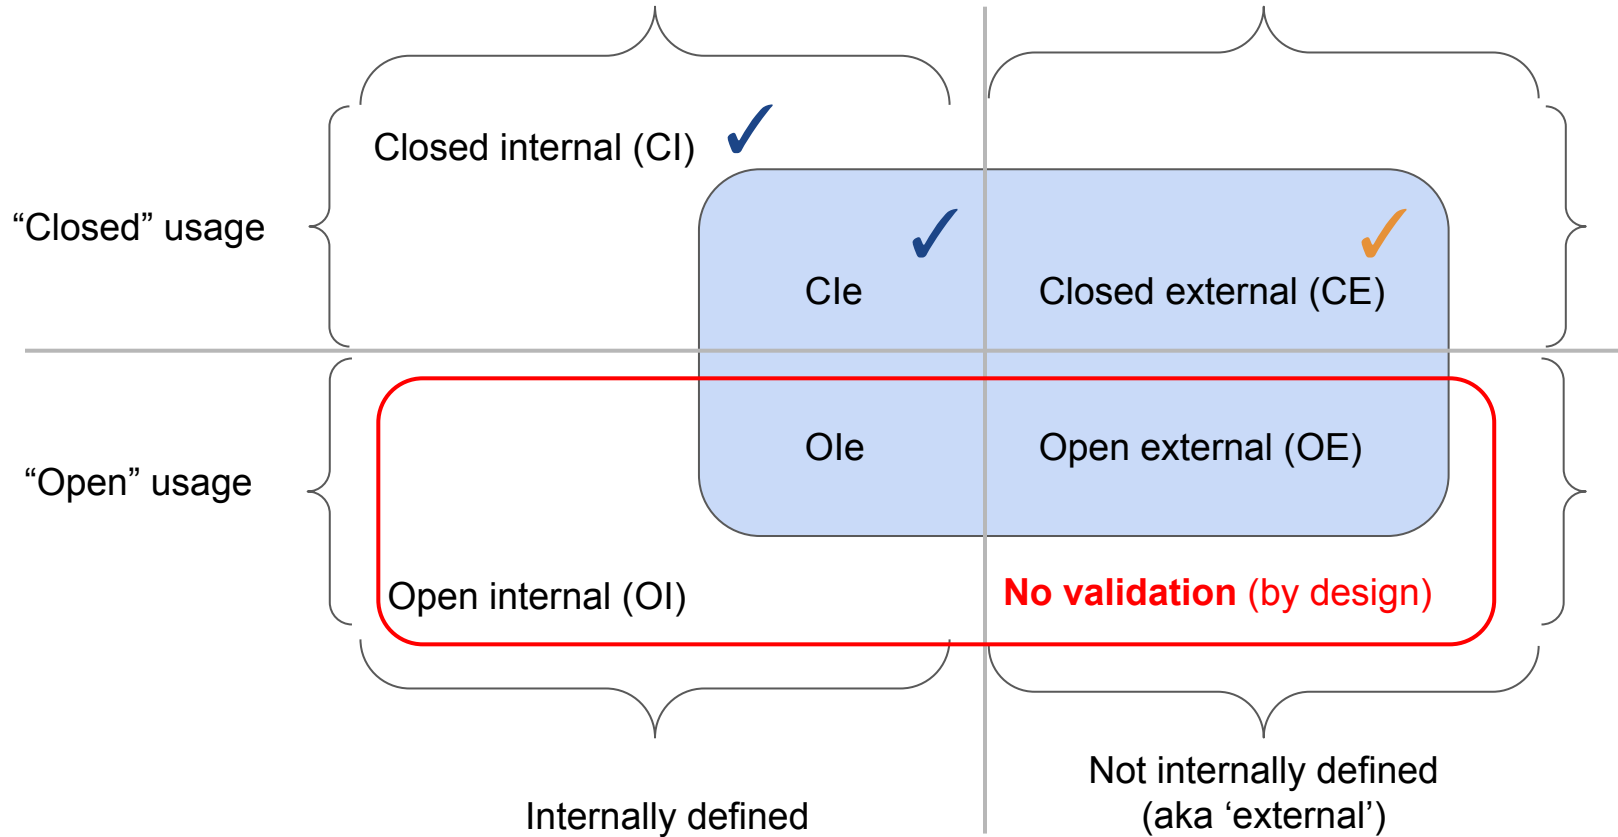 Closed internal (CI)
“Closed” usage
CIe
Closed external (CE)
OIe
Open external (OE)
“Open” usage
Open internal (OI)
No validation (by design)
Internally defined
Not internally defined
(aka ‘external’)